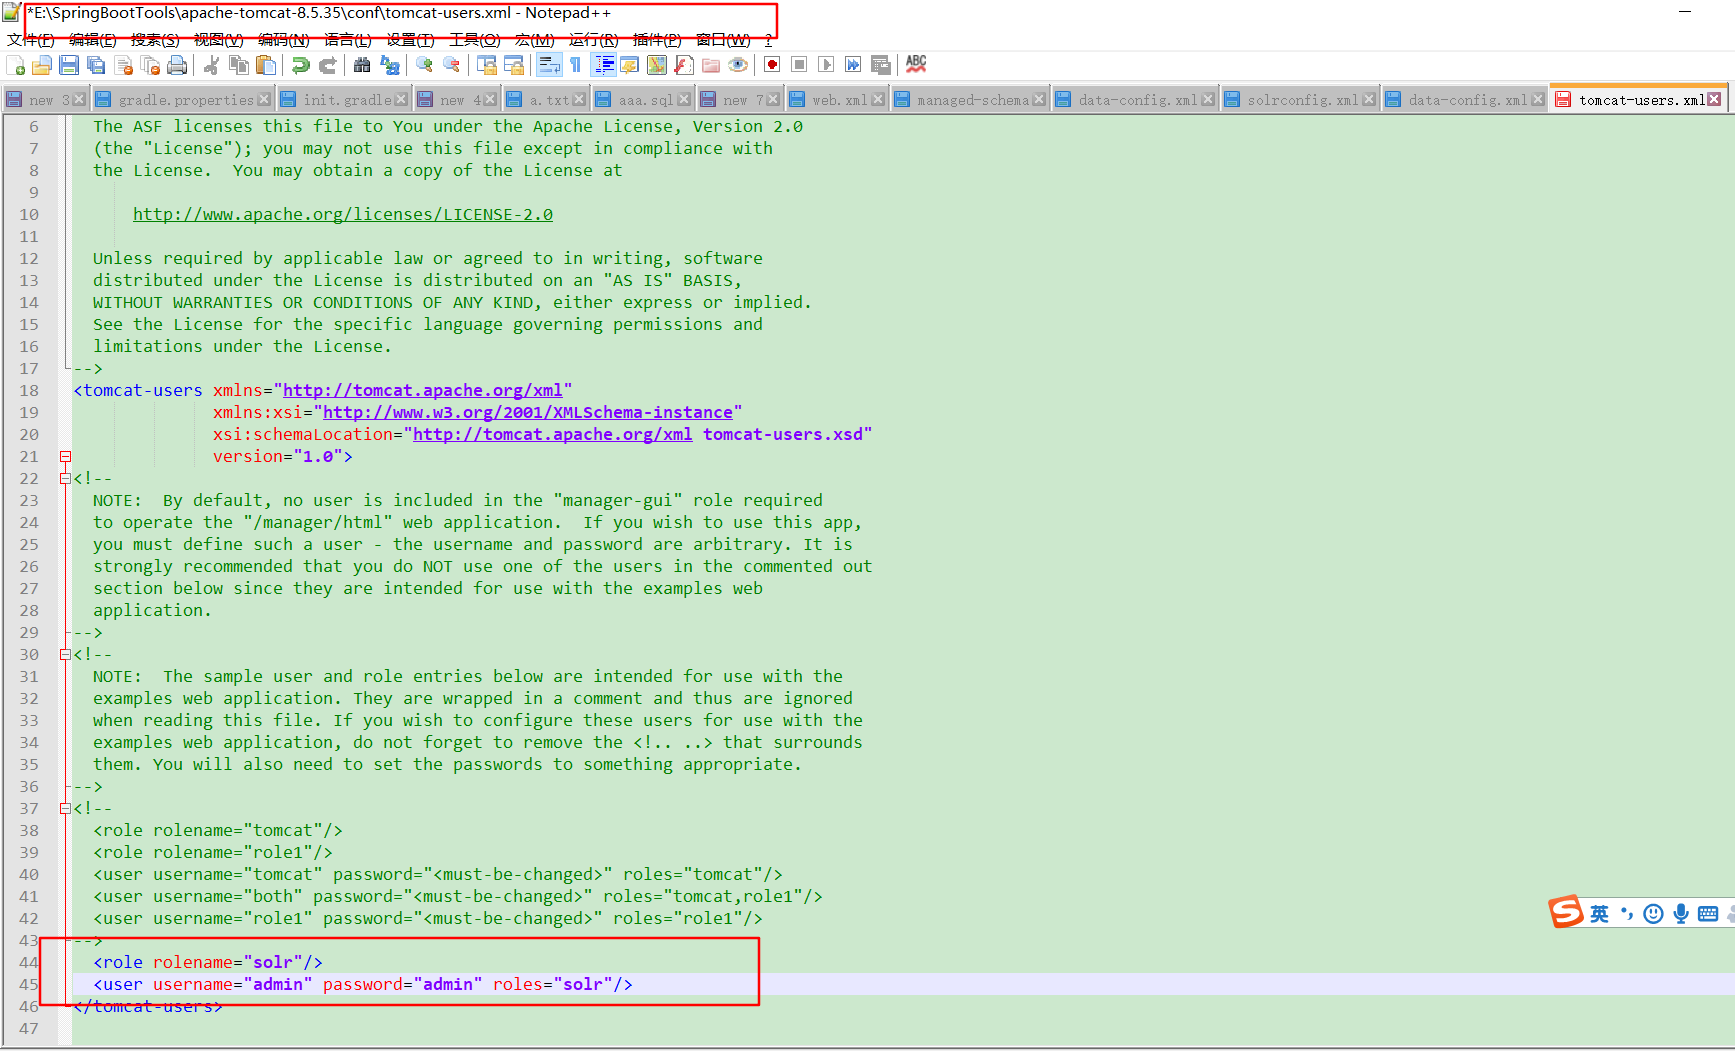 *E:\SpringBootTools\apache-tomcat-8.5.35\conf\tomcat-users.xml - Notepad++
文件(F) 编辑(E) 搜索(S) 视图(V) 编码(N) 语言(L) 设置(T) 工具(O) 宏(M) 运行(R) 插件(P) 窗口(W) ?
ABC
new 3 gradle.properties init.gradle new 4 a.txt aaa.sql new 7 web.xml managed-schema data-config.xml solrconfig.xml data-config.xml tomcat-users.xml
6 The ASF licenses this file to You under the Apache License, Version 2.0
7 (the "License"); you may not use this file except in compliance with
8 the License.  You may obtain a copy of the License at
9
10 http://www.apache.org/licenses/LICENSE-2.0
11
12 Unless required by applicable law or agreed to in writing, software
13 distributed under the License is distributed on an "AS IS" BASIS,
14 WITHOUT WARRANTIES OR CONDITIONS OF ANY KIND, either express or implied.
15 See the License for the specific language governing permissions and
16 limitations under the License.
17 -->
18 <tomcat-users xmlns="http://tomcat.apache.org/xml"
19 xmlns:xsi="http://www.w3.org/2001/XMLSchema-instance"
20 xsi:schemaLocation="http://tomcat.apache.org/xml tomcat-users.xsd"
21 version="1.0">
22 <!--
23 NOTE:  By default, no user is included in the "manager-gui" role required
24 to operate the "/manager/html" web application.  If you wish to use this app,
25 you must define such a user - the username and password are arbitrary. It is
26 strongly recommended that you do NOT use one of the users in the commented out
27 section below since they are intended for use with the examples web
28 application.
29 -->
30 <!--
31 NOTE:  The sample user and role entries below are intended for use with the
32 examples web application. They are wrapped in a comment and thus are ignored
33 when reading this file. If you wish to configure these users for use with the
34 examples web application, do not forget to remove the <!.. ..> that surrounds
35 them. You will also need to set the passwords to something appropriate.
36 -->
37 <!--
38 <role rolename="tomcat"/>
39 <role rolename="role1"/>
40 <user username="tomcat" password="<must-be-changed>" roles="tomcat"/>
41 <user username="both" password="<must-be-changed>" roles="tomcat,role1"/>
42 <user username="role1" password="<must-be-changed>" roles="role1"/>
43 -->
44 <role rolename="solr"/>
45 <user username="admin" password="admin" roles="solr"/>
46 </tomcat-users>
47
英